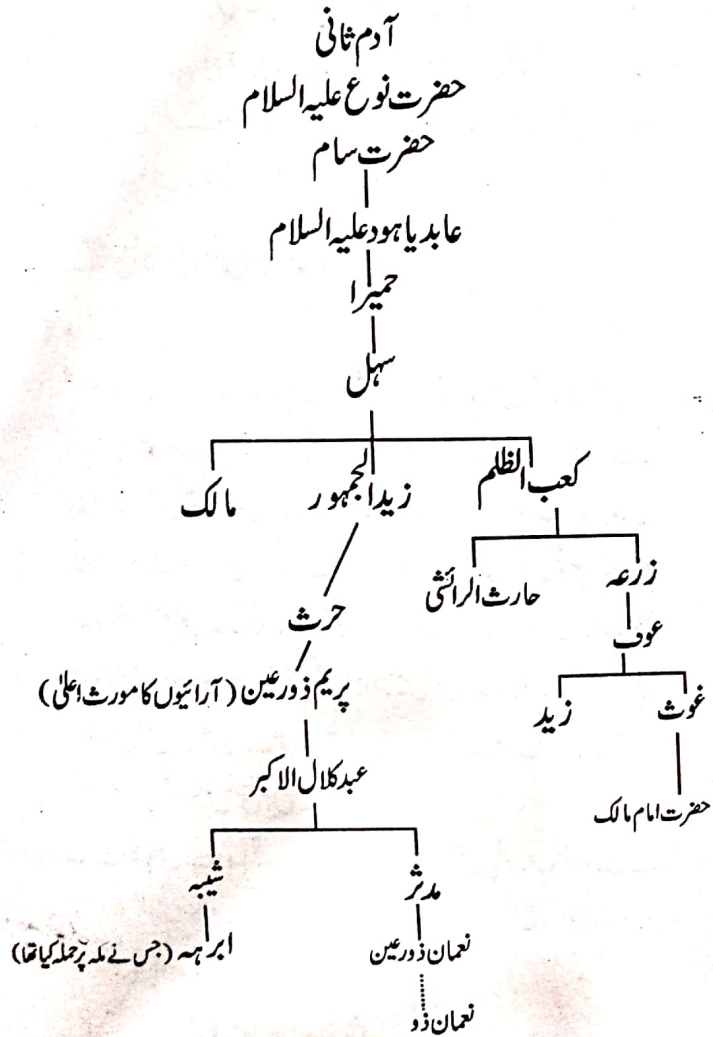 آدم ثانی
حضرت نوع علیہ السلام
حضرت سام
عابد یا ہود علیہ السلام
حمیرا
سہل
کعب الظلم
زید الجمہور
مالک
زرعہ
حارث الرائشی
عوف
حرث
غوث
زید
پریم ذورعین (آرائیوں کا مورث اعلیٰ)
حضرت امام مالک
عبد کلال الاکبر
مدثر
شیبہ
نعمان ذورعین
ابرہہ (جس نے مکہ پر حملہ کیا تھا)
نعمان ذو